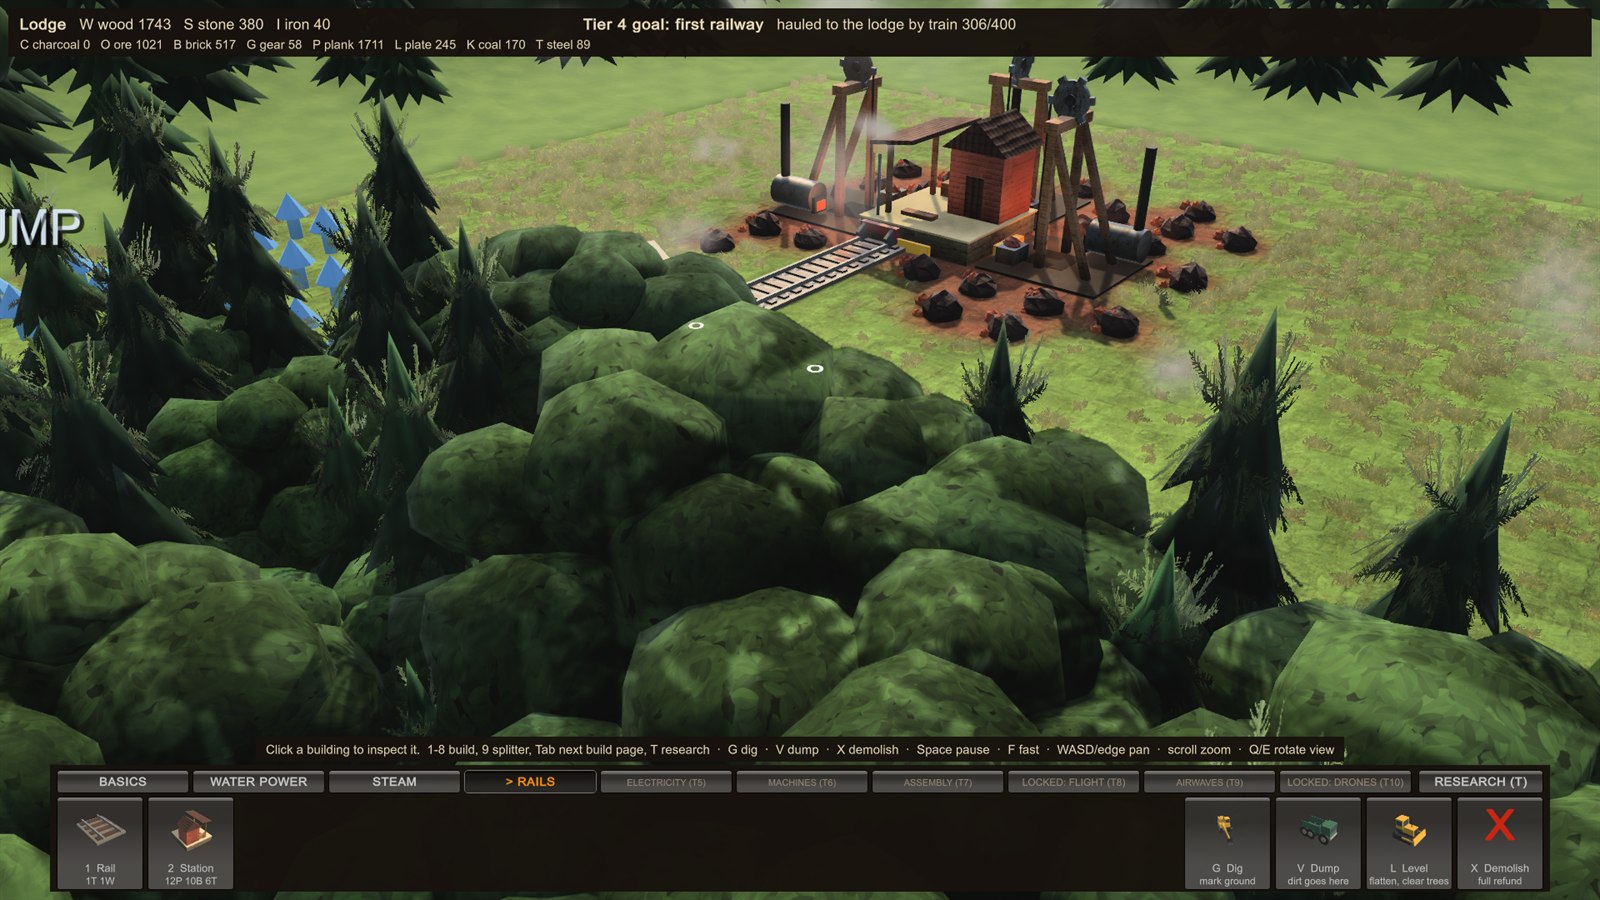 Lodge W wood 1743 S stone 380 I iron 40
Tier 4 goal: first railway hauled to the lodge by train 306/400
C charcoal 0 O ore 1021 B brick 517 G gear 58 P plank 1711 L plate 245 K coal 170 T steel 89
UMP
Click a building to inspect it. 1-8 build, 9 splitter, Tab next build page, T research · G dig · V dump · X demolish · Space pause · F fast · WASD/edge pan · scroll zoom · Q/E rotate view
BASICS
WATER POWER
STEAM
> RAILS
ELECTRICITY (T5)
MACHINES (T6)
ASSEMBLY (T7)
LOCKED: FLIGHT (T8)
AIRWAYS (T9)
LOCKED: DRONES (T10)
RESEARCH (T)
1 Rail
1T 1W
2 Station
12P 10B 6T
G Dig
mark ground
V Dump
dirt goes here
L Level
flatten, clear trees
X Demolish
full refund